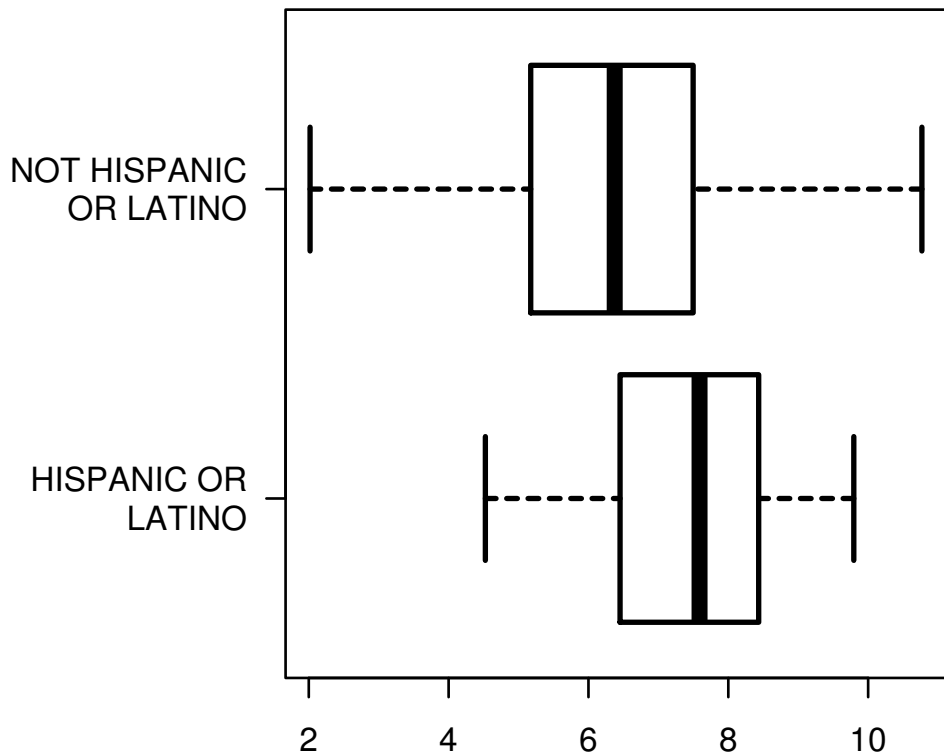 NOT HISPANIC
OR LATINO
HISPANIC OR
LATINO
2 4 6 8 10